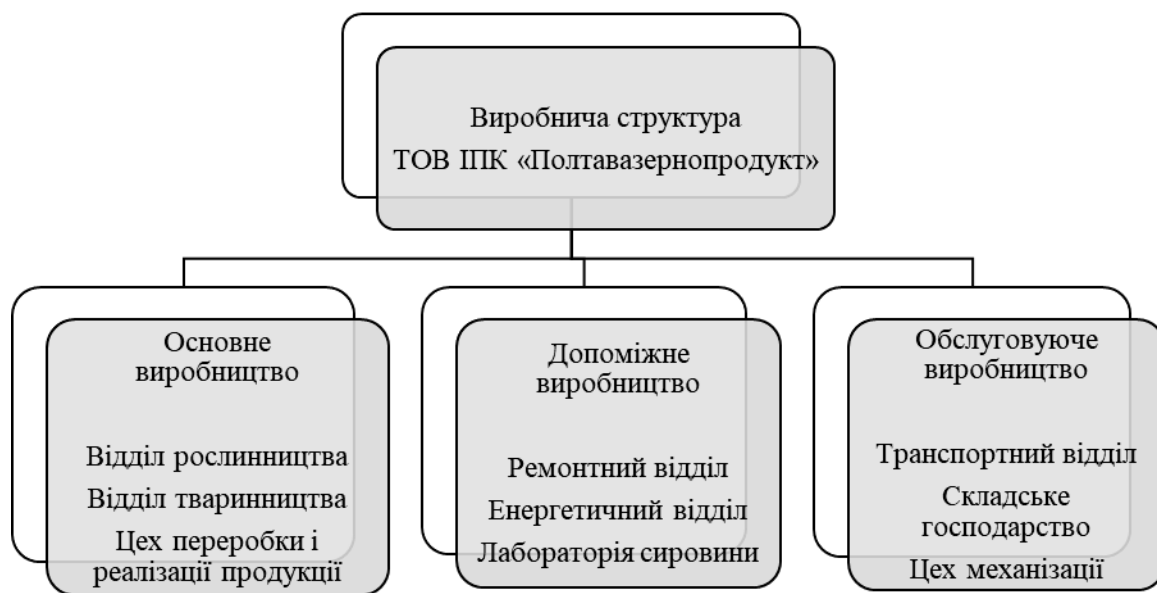 Виробнича структура
ТОВ ІПК «Полтавазернопродукт»
Основне
виробництво
Відділ рослинництва
Відділ тваринництва
Цех переробки і
реалізації продукції
Допоміжне
виробництво
Ремонтний відділ
Енергетичний відділ
Лабораторія сировини
Обслуговуюче
виробництво
Транспортний відділ
Складське
господарство
Цех механізації